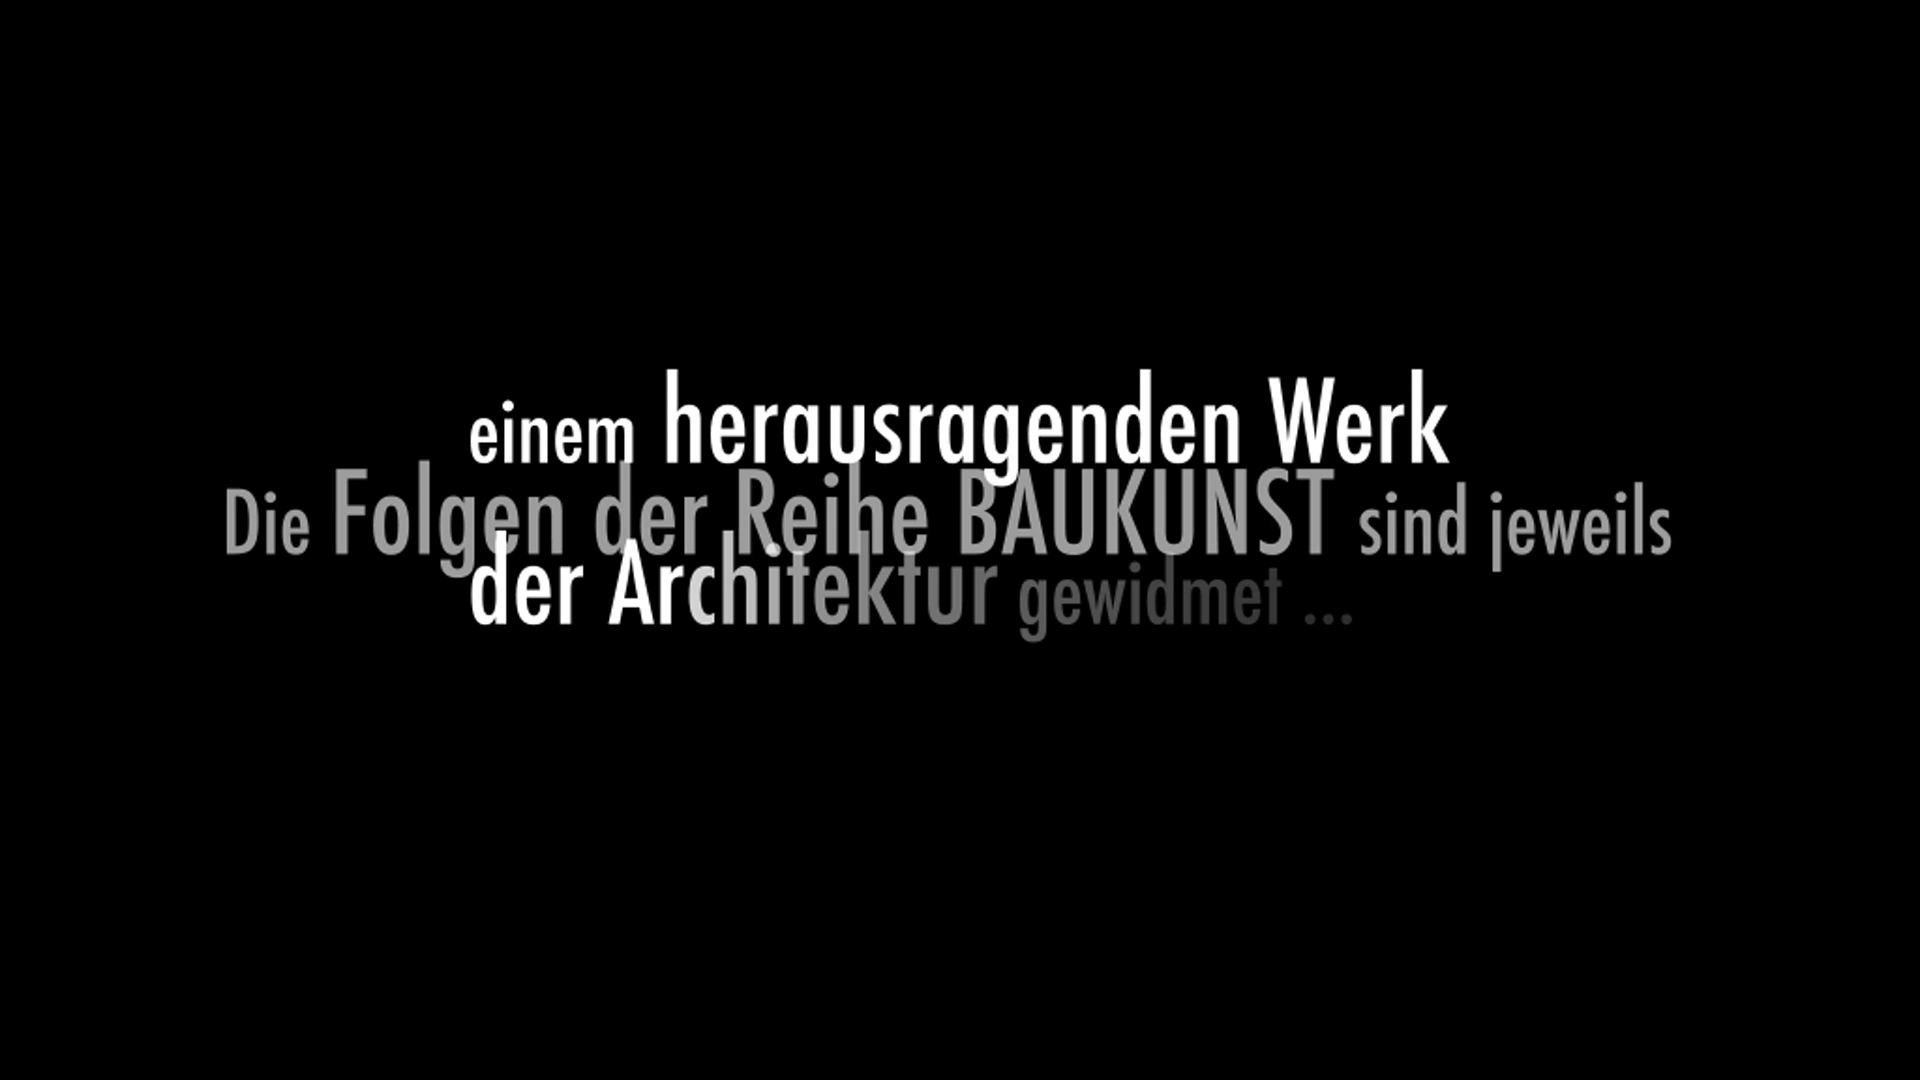 einem herausragenden Werk
Die Folgen der Reihe BAUKUNST sind jeweils
der Architektur gewidmet ...